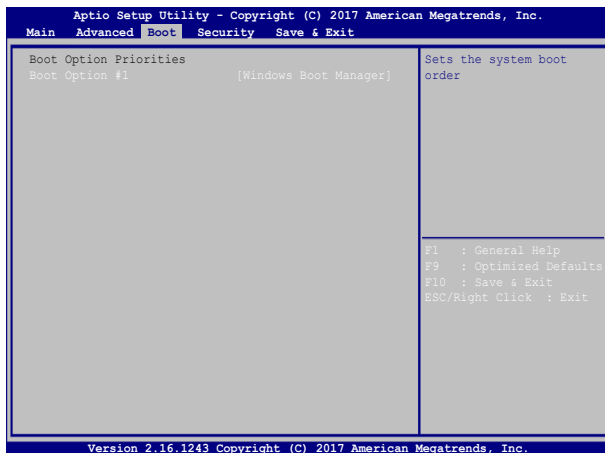 Aptio Setup Utility - Copyright (C) 2017 American Megatrends, Inc.
Main Advanced Boot Security Save & Exit
Boot Option Priorities
Boot Option #1 [Windows Boot Manager]
Sets the system boot
order
F1 : General Help
F9 : Optimized Defaults
F10 : Save & Exit
ESC/Right Click : Exit
Version 2.16.1243 Copyright (C) 2017 American Megatrends, Inc.